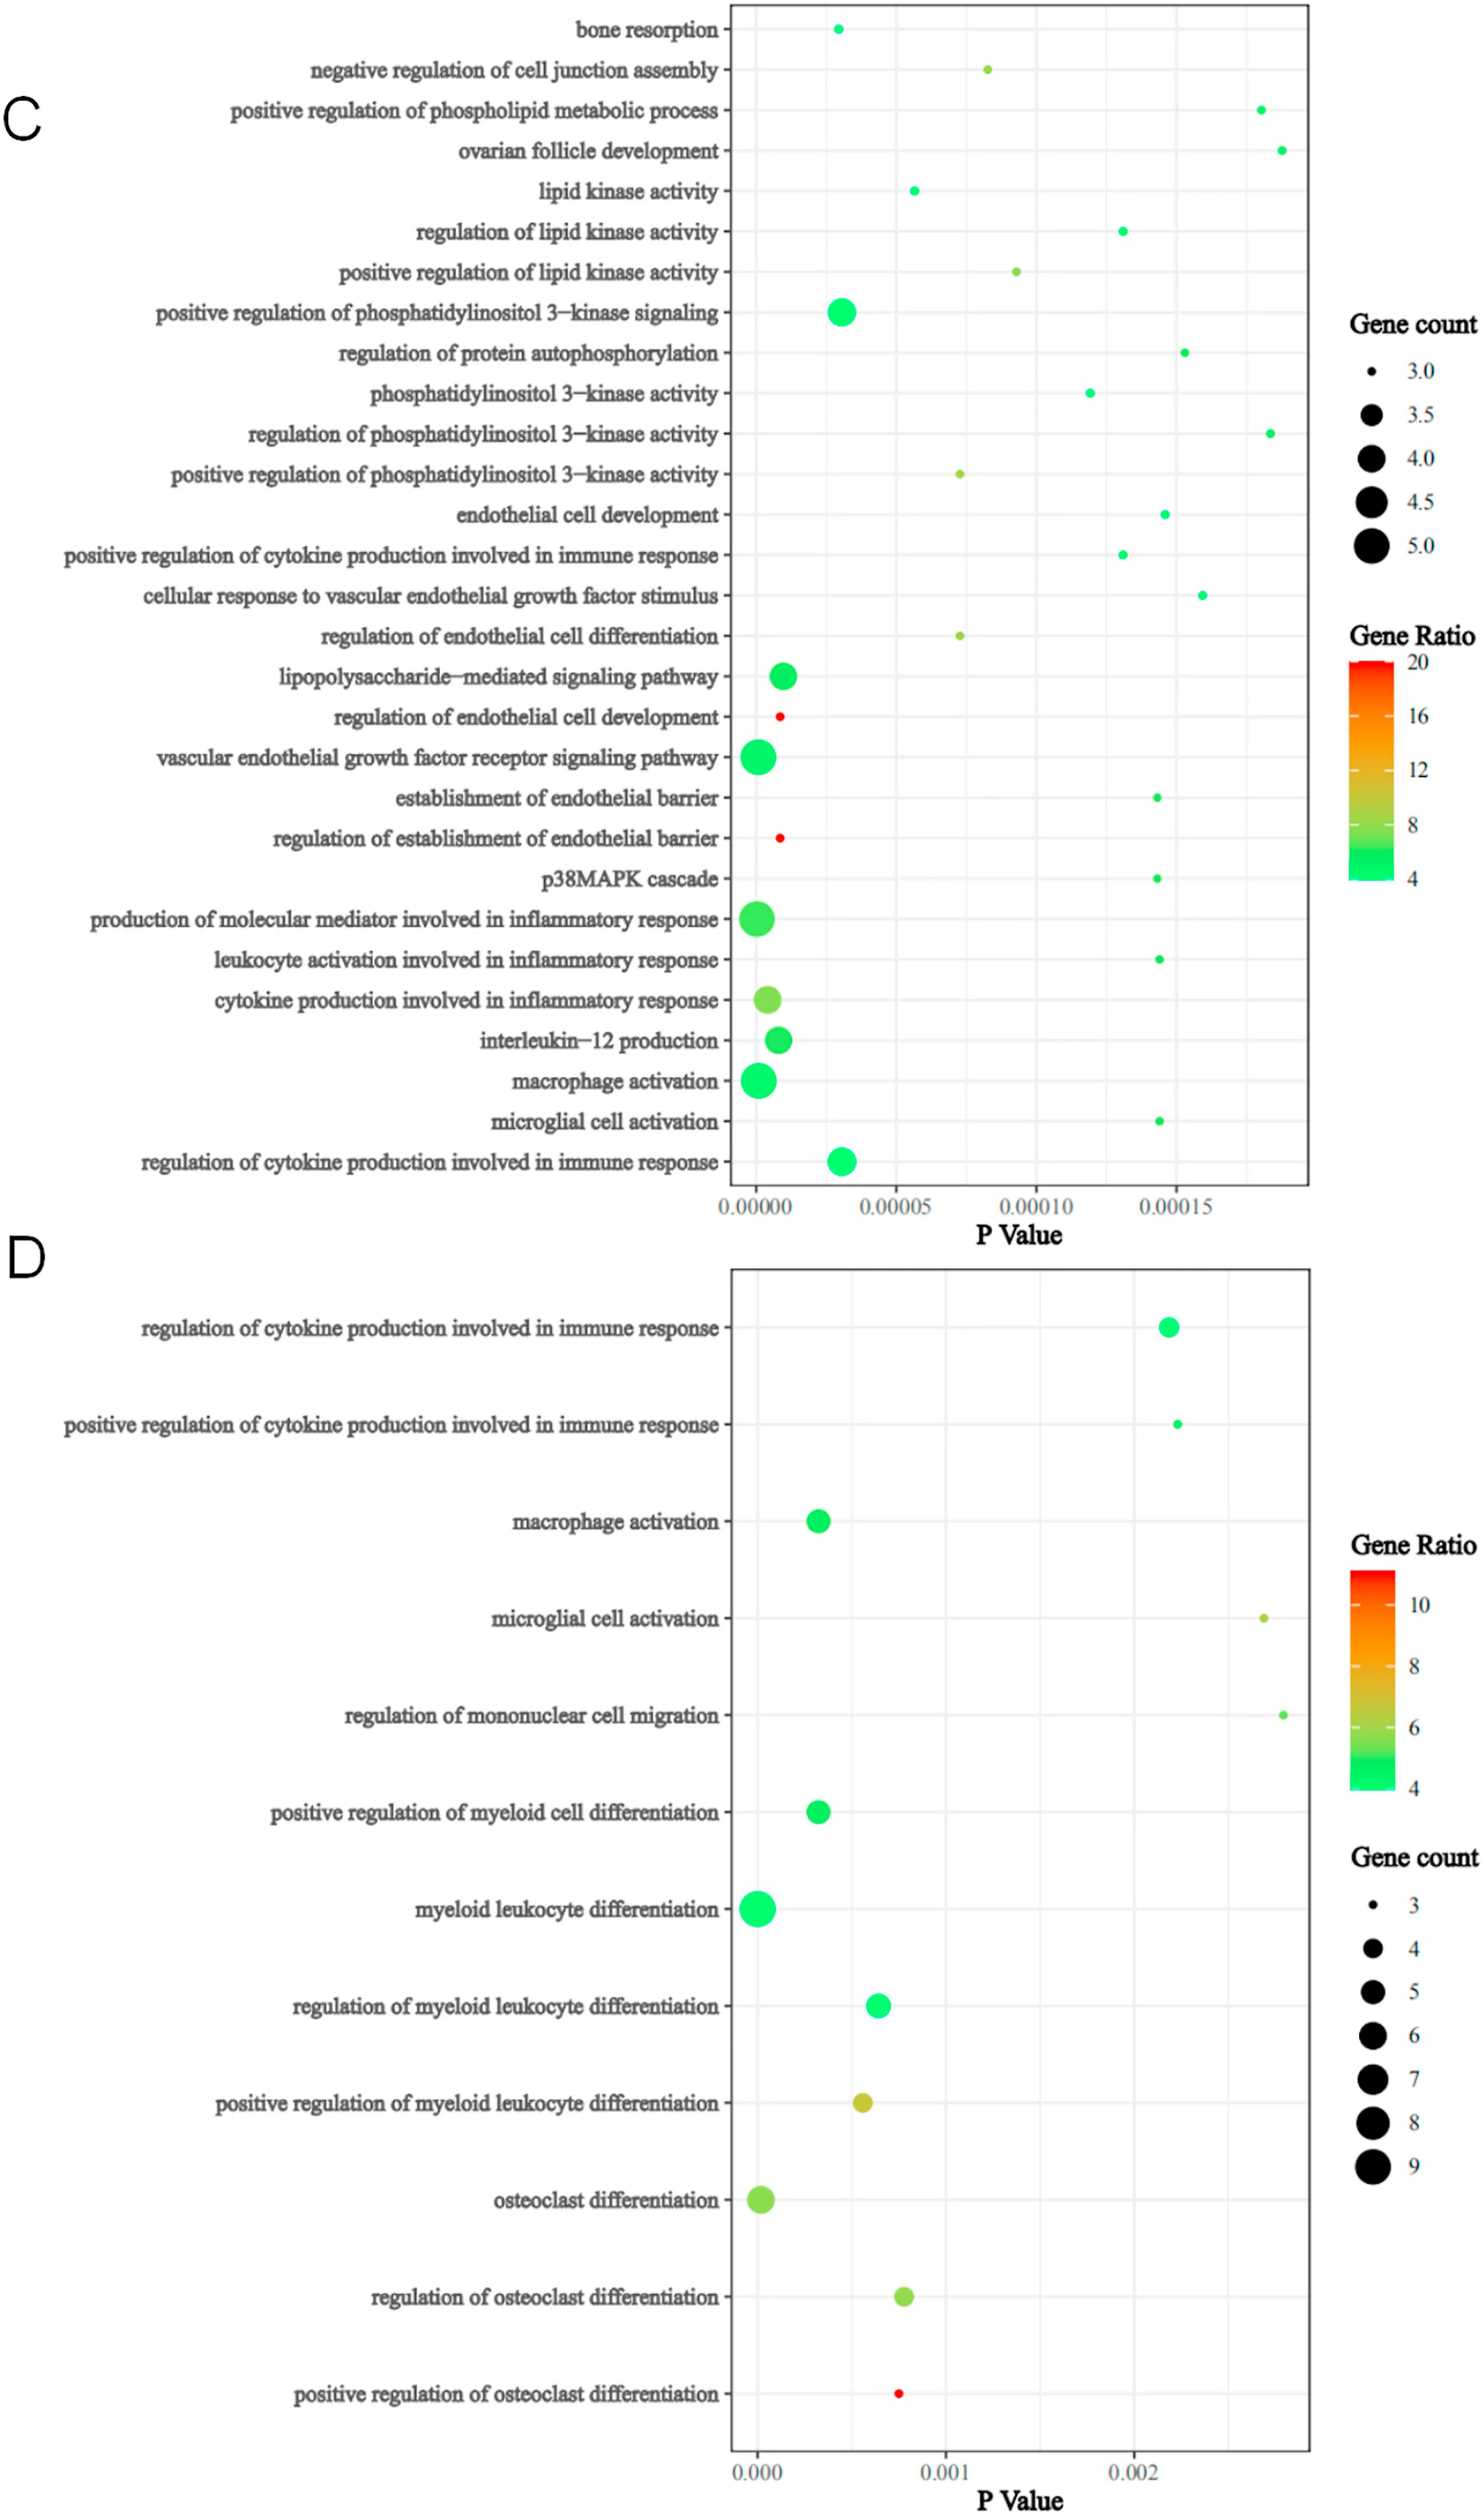 C
bone resorption
negative regulation of cell junction assembly
positive regulation of phospholipid metabolic process
ovarian follicle development
lipid kinase activity
regulation of lipid kinase activity
positive regulation of lipid kinase activity
positive regulation of phosphatidylinositol 3−kinase signaling
regulation of protein autophosphorylation
phosphatidylinositol 3−kinase activity
regulation of phosphatidylinositol 3−kinase activity
positive regulation of phosphatidylinositol 3−kinase activity
endothelial cell development
positive regulation of cytokine production involved in immune response
cellular response to vascular endothelial growth factor stimulus
regulation of endothelial cell differentiation
lipopolysaccharide−mediated signaling pathway
regulation of endothelial cell development
vascular endothelial growth factor receptor signaling pathway
establishment of endothelial barrier
regulation of establishment of endothelial barrier
p38MAPK cascade
production of molecular mediator involved in inflammatory response
leukocyte activation involved in inflammatory response
cytokine production involved in inflammatory response
interleukin−12 production
macrophage activation
microglial cell activation
regulation of cytokine production involved in immune response
0.00000 0.00005 0.00010 0.00015
P Value
Gene count
3.0
3.5
4.0
4.5
5.0
Gene Ratio
20
16
12
8
4
D
regulation of cytokine production involved in immune response
positive regulation of cytokine production involved in immune response
macrophage activation
microglial cell activation
regulation of mononuclear cell migration
positive regulation of myeloid cell differentiation
myeloid leukocyte differentiation
regulation of myeloid leukocyte differentiation
positive regulation of myeloid leukocyte differentiation
osteoclast differentiation
regulation of osteoclast differentiation
positive regulation of osteoclast differentiation
0.000 0.001 0.002
P Value
Gene Ratio
10
8
6
4
Gene count
3
4
5
6
7
8
9